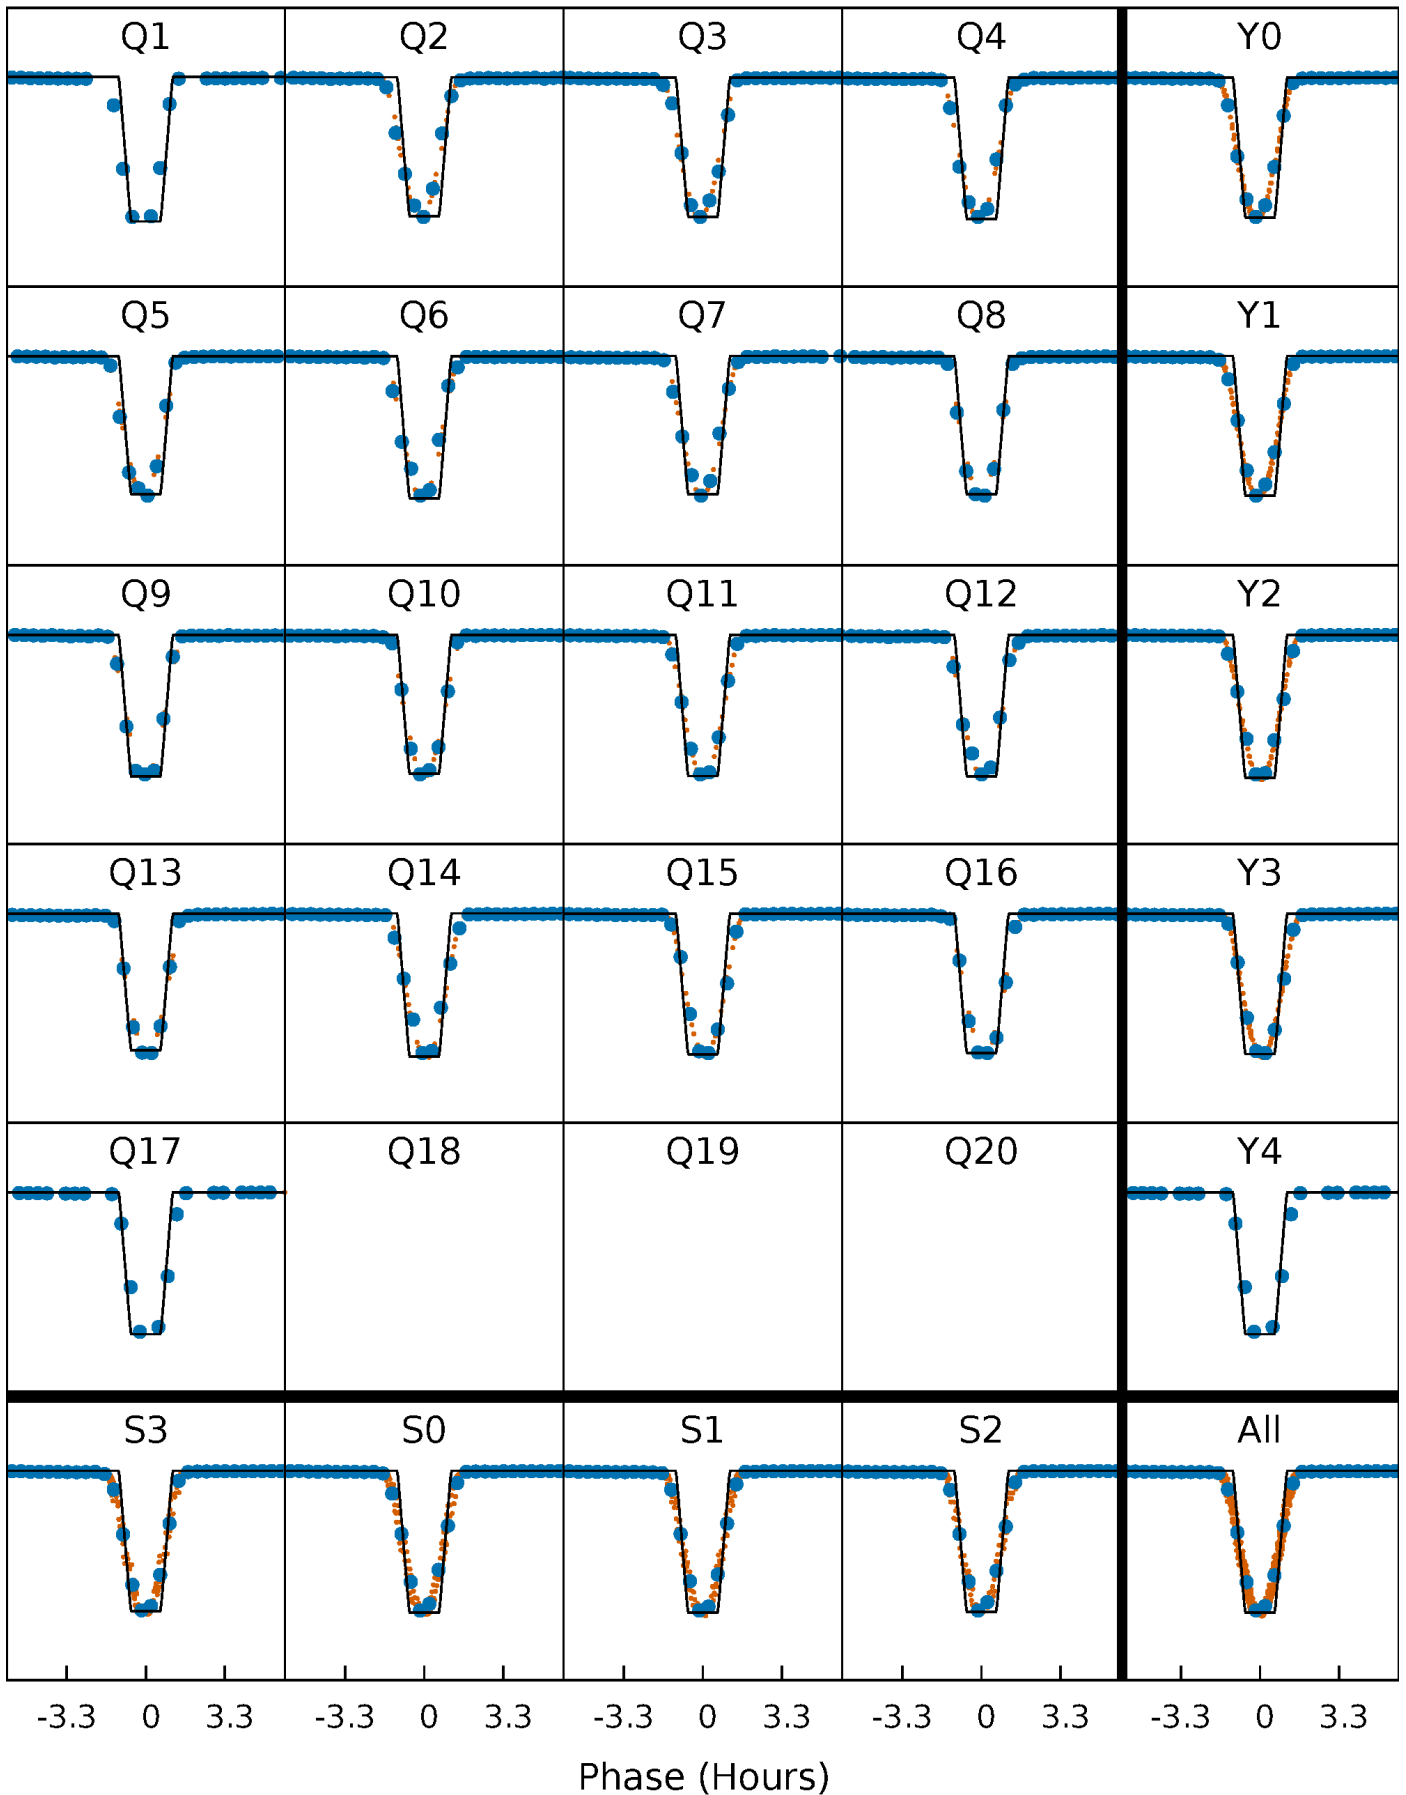 Q1 Q2 Q3 Q4 Y0
Q5 Q6 Q7 Q8 Y1
Q9 Q10 Q11 Q12 Y2
Q13 Q14 Q15 Q16 Y3
Q17 Q18 Q19 Q20 Y4
S3 S0 S1 S2 All
-3.3 0 3.3 -3.3 0 3.3 -3.3 0 3.3 -3.3 0 3.3 -3.3 0 3.3
Phase (Hours)